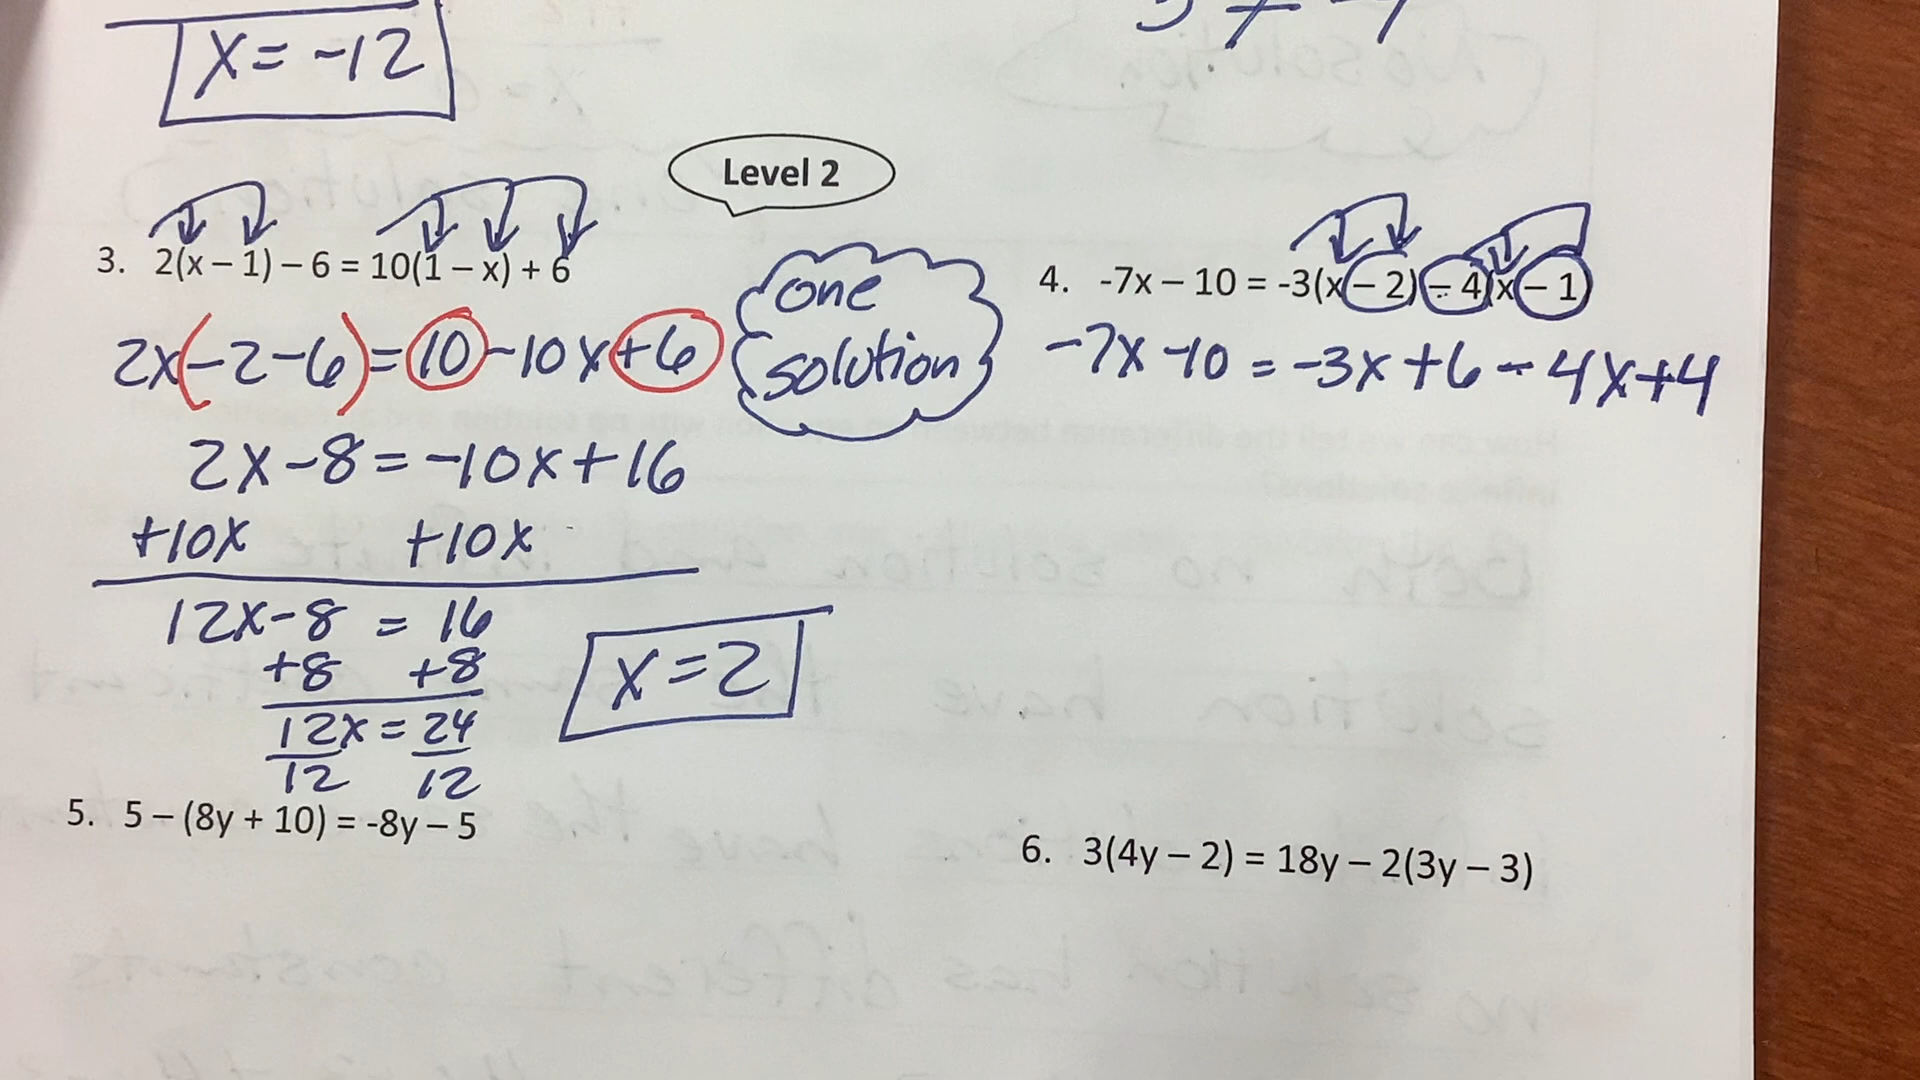 x = -12
Level 2
3. 2(x – 1) – 6 = 10(1 – x) + 6
2x(-2-6) = 10 -10x +6
one
solution
2x-8 = -10x+16
+10x +10x
12x-8 = 16
+8 +8
12x = 24
12 12
x = 2
4. -7x – 10 = -3(x – 2) – 4(x – 1)
-7x -10 = -3x +6 -4x +4
5. 5 – (8y + 10) = -8y – 5
6. 3(4y – 2) = 18y – 2(3y – 3)